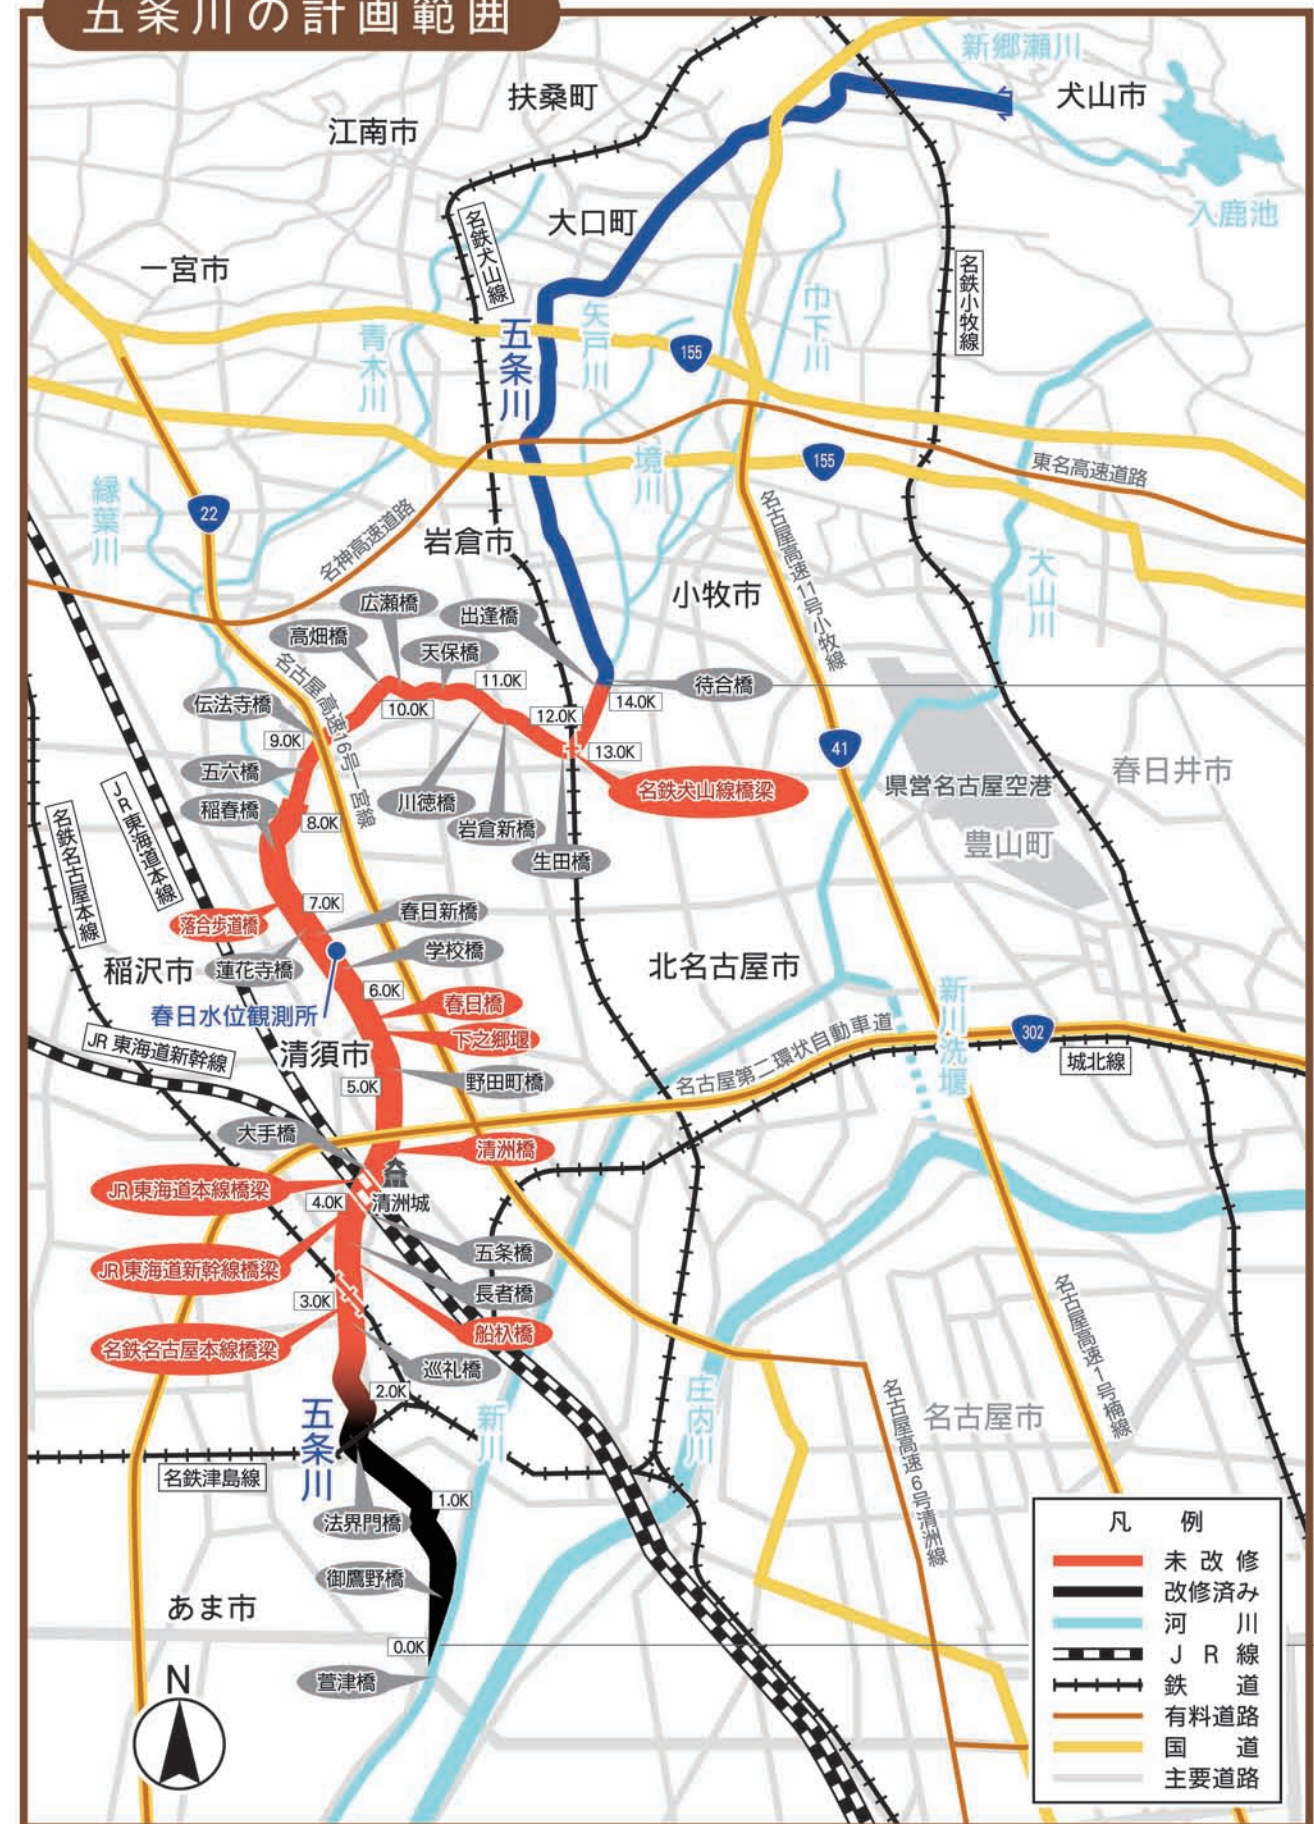 五条川の計画範囲
新郷瀬川
犬山市
扶桑町
江南市
入鹿池
大口町
名鉄犬山線
一宮市
名鉄小牧線
巾下川
矢戸川
五条川
青木川
155
境川
155
東名高速道路
縁葉川
22
名神高速道路
岩倉市
名古屋高速11号小牧線
大山川
小牧市
広瀬橋
出逢橋
高畑橋
天保橋
待合橋
11.0K
14.0K
10.0K
12.0K
伝法寺橋
名古屋高速16号一宮線
9.0K
13.0K
41
五六橋
名鉄犬山線橋梁
春日井市
県営名古屋空港
稲春橋
川徳橋
8.0K
岩倉新橋
豊山町
生田橋
JR東海道本線
名鉄名古屋本線
7.0K
春日新橋
落合歩道橋
学校橋
稲沢市
蓮花寺橋
北名古屋市
6.0K
春日橋
春日水位観測所
下之郷堰
新川洗堰
302
名古屋第二環状自動車道
城北線
JR 東海道新幹線
清須市
5.0K
野田町橋
大手橋
清洲橋
JR 東海道本線橋梁
4.0K
清洲城
五条橋
JR 東海道新幹線橋梁
長者橋
3.0K
船杁橋
名鉄名古屋本線橋梁
巡礼橋
2.0K
名古屋高速1号楠線
庄内川
新川
五条川
名古屋市
名古屋高速6号清洲線
名鉄津島線
1.0K
法界門橋
御鷹野橋
あま市
0.0K
萱津橋
N
凡 例
未改修
改修済み
河 川
JR線
鉄 道
有料道路
国 道
主要道路